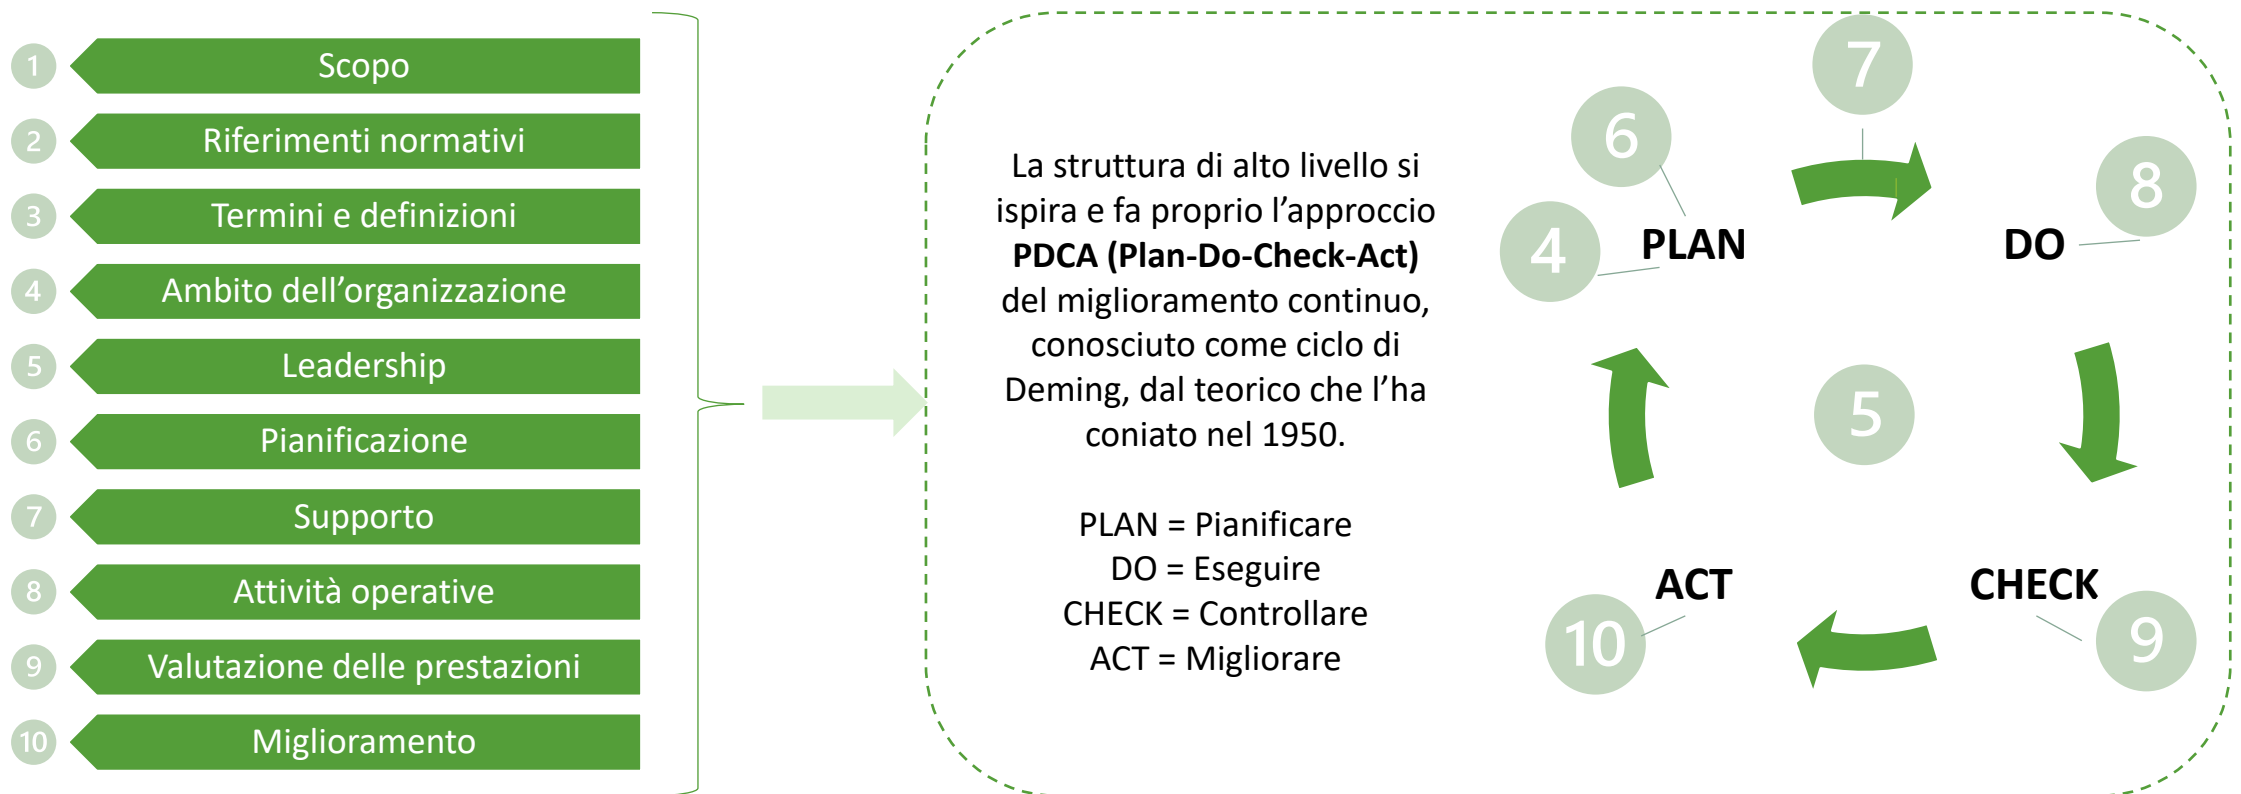 1 Scopo
2 Riferimenti normativi
3 Termini e definizioni
4 Ambito dell’organizzazione
5 Leadership
6 Pianificazione
7 Supporto
8 Attività operative
9 Valutazione delle prestazioni
10 Miglioramento
La struttura di alto livello si
ispira e fa proprio l’approccio
PDCA (Plan-Do-Check-Act)
del miglioramento continuo,
conosciuto come ciclo di
Deming, dal teorico che l’ha
coniato nel 1950.
PLAN = Pianificare
DO = Eseguire
CHECK = Controllare
ACT = Migliorare
7
6
8
4 PLAN
DO
5
ACT
CHECK
10
9